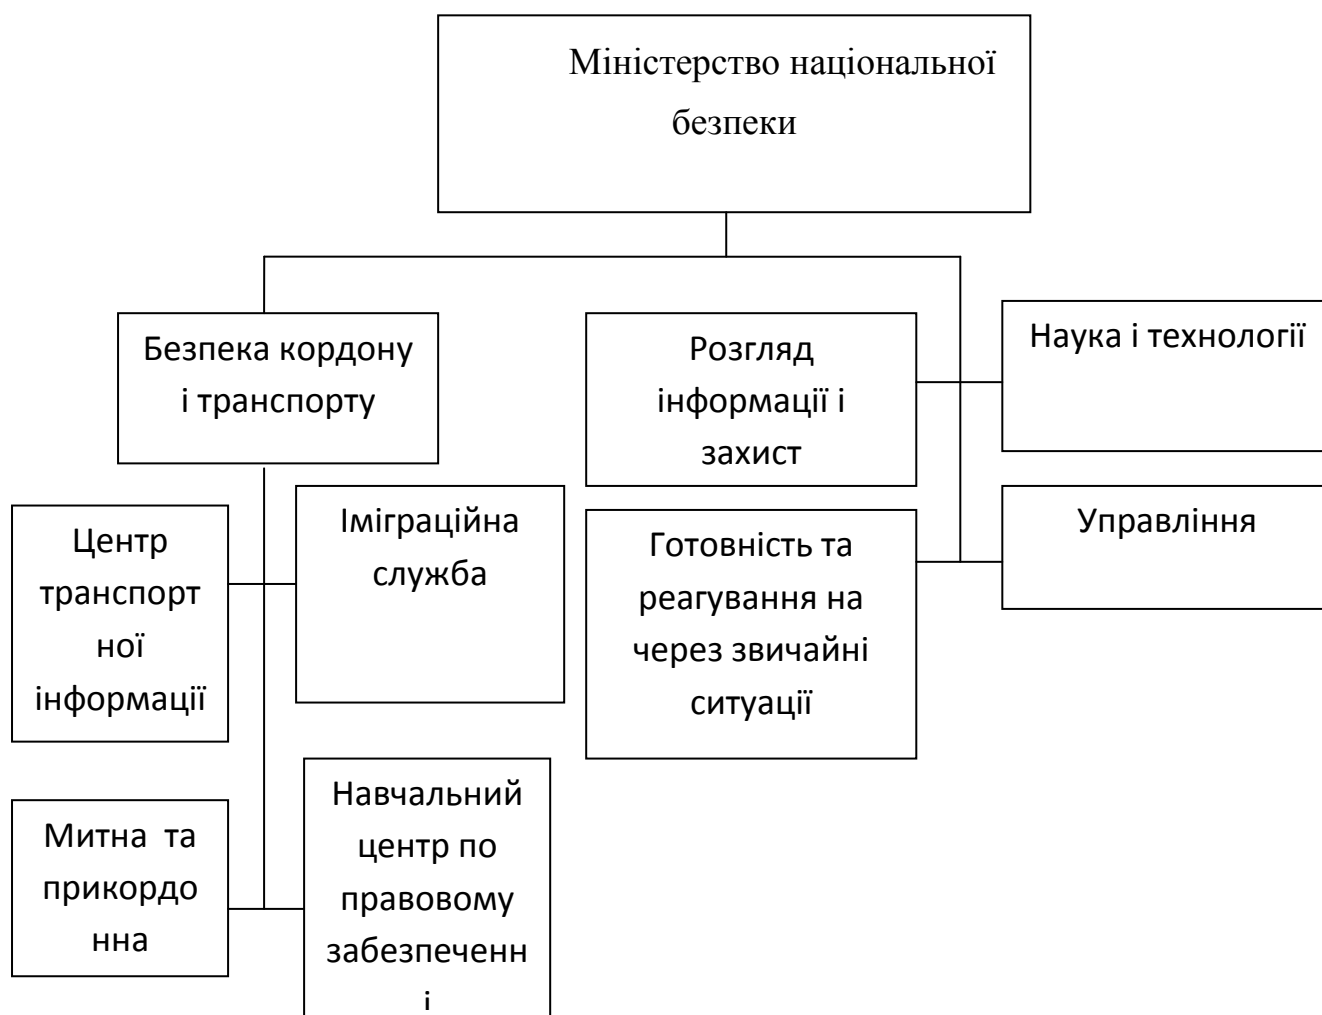 Міністерство національної
безпеки
Безпека кордону
і транспорту
Розгляд
інформації і
захист
Наука і технології
Центр
транспорт
ної
інформації
Іміграційна
служба
Готовність та
реагування на
через звичайні
ситуації
Управління
Митна та
прикордо
нна
Навчальний
центр по
правовому
забезпеченн
і